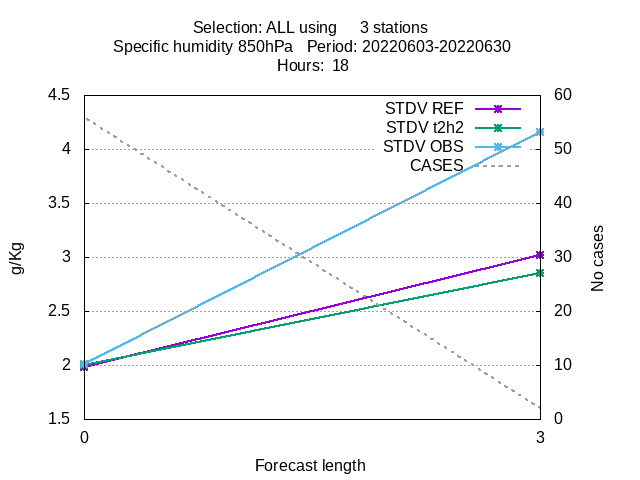 Selection: ALL using     3 stations
Specific humidity 850hPa   Period: 20220603-20220630
Hours:  18
4.5
4
3.5
3
2.5
2
1.5
60
50
40
30
20
10
0
STDV REF
STDV t2h2
STDV OBS
CASES
g/Kg
No cases
0
3
Forecast length